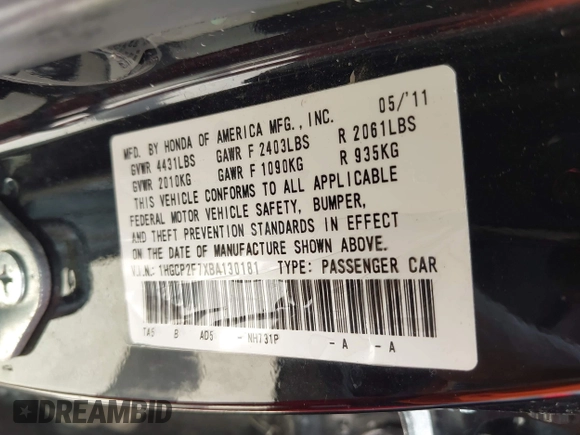 05/'11
MFD. BY HONDA OF AMERICA MFG., INC.
GVWR 4431LBS GAWR F 2403LBS R 2061LBS
GVWR 2010KG GAWR F 1090KG R 935KG
THIS VEHICLE CONFORMS TO ALL APPLICABLE
FEDERAL MOTOR VEHICLE SAFETY, BUMPER,
AND THEFT PREVENTION STANDARDS IN EFFECT
ON THE DATE OF MANUFACTURE SHOWN ABOVE.
V.I.N.: 1HGCP2F7XBA130181 TYPE: PASSENGER CAR
TA5 B AD5 - NH731P - A - A
DREAMBID